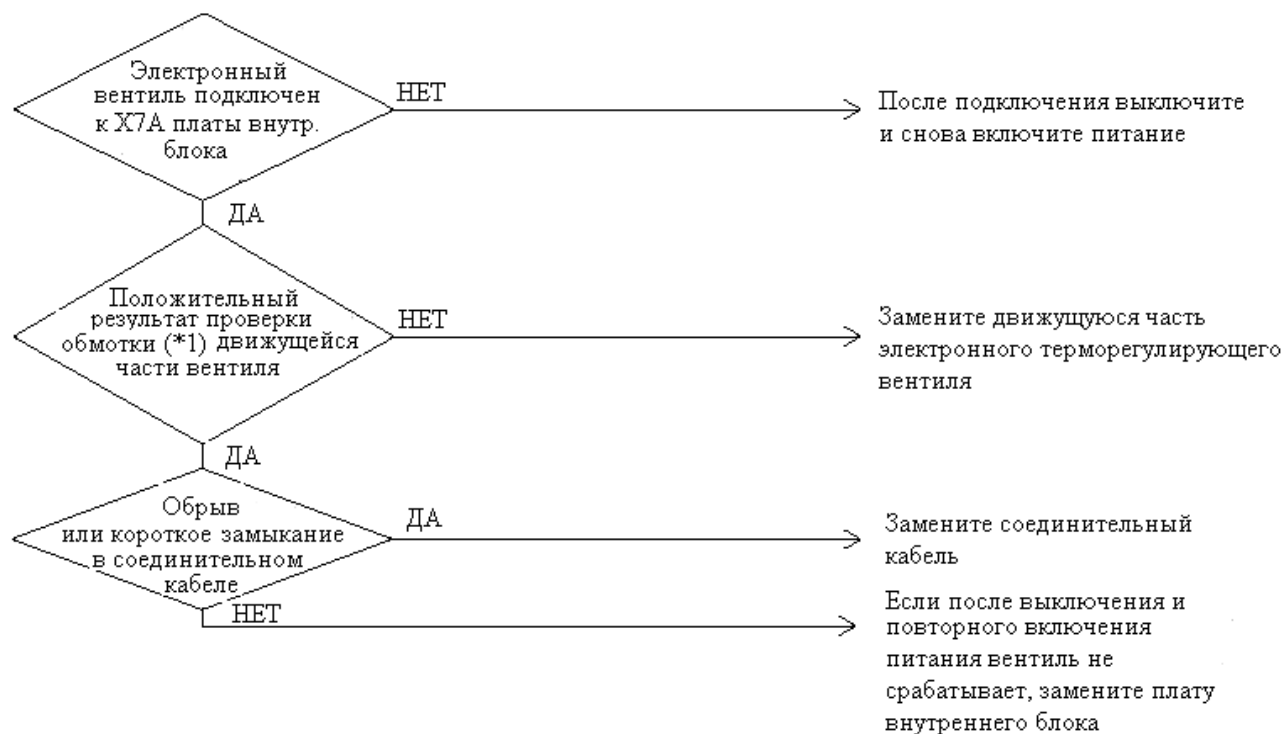 Электронный
вентиль подключен
к X7A платы внутр.
блока
НЕТ
После подключения выключите
и снова включите питание
ДА
Положительный
результат проверки
обмотки (*1) движущейся
части вентиля
НЕТ
Замените движущуюся часть
электронного терморегулирующего
вентиля
ДА
Обрыв
или короткое замыкание
в соединительном
кабеле
ДА
Замените соединительный
кабель
НЕТ
Если после выключения и
повторного включения
питания вентиль не
срабатывает, замените плату
внутреннего блока